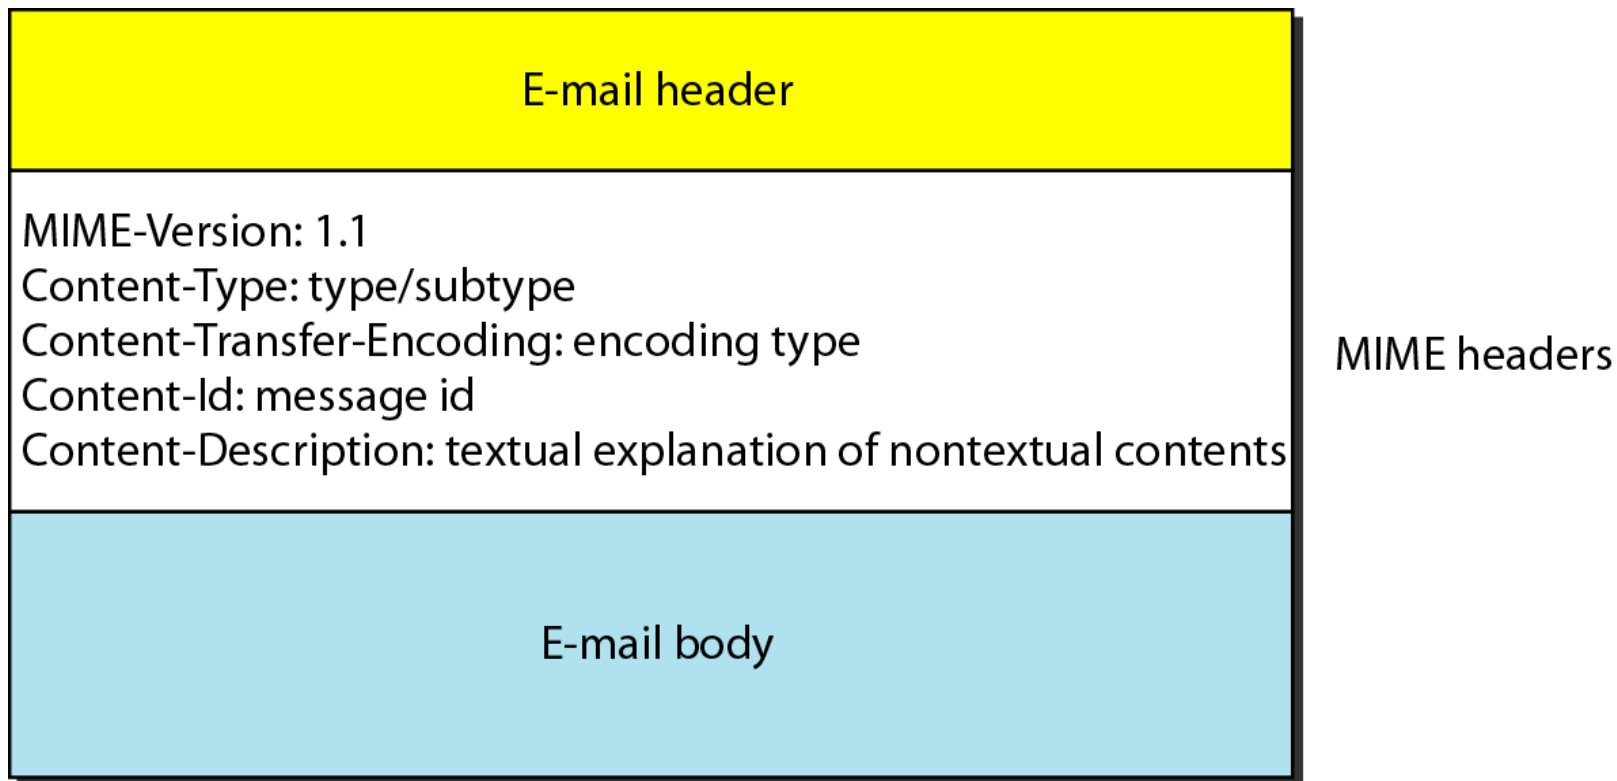 E-mail header
MIME-Version: 1.1
Content-Type: type/subtype
Content-Transfer-Encoding: encoding type
Content-Id: message id
Content-Description: textual explanation of nontextual contents
MIME headers
E-mail body